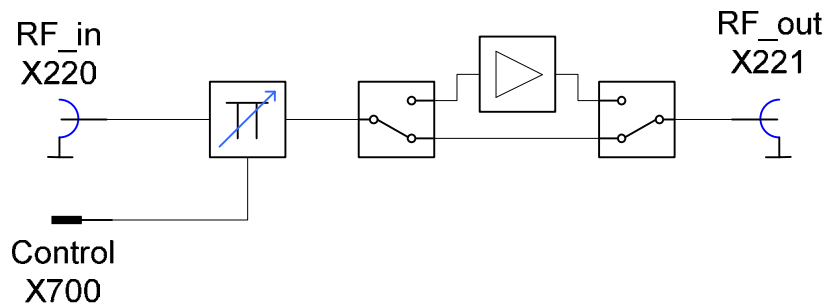 RF_in
X220
RF_out
X221
Control
X700